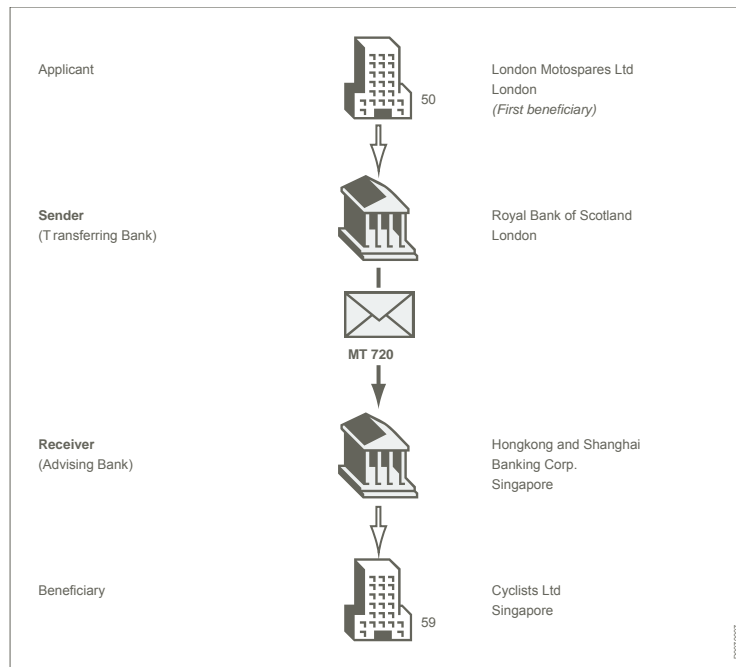 Applicant
50
London Motospares Ltd
London
(First beneficiary)
Sender
(Transferring Bank)
Royal Bank of Scotland
London
MT 720
Receiver
(Advising Bank)
Hongkong and Shanghai
Banking Corp.
Singapore
Beneficiary
59
Cyclists Ltd
Singapore